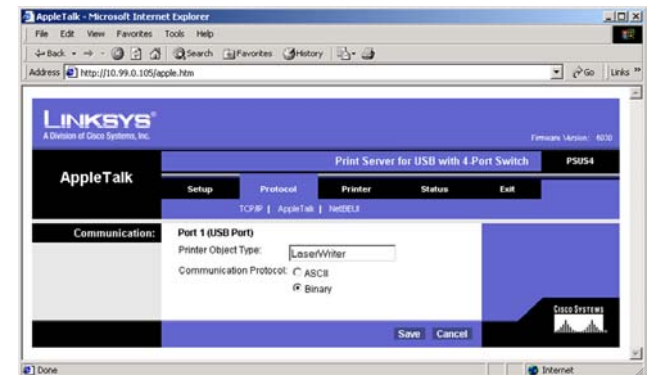 AppleTalk - Microsoft Internet Explorer
File Edit View Favorites Tools Help
Back Search Favorites History
Address http://10.99.0.105/apple.htm Go Links »
LINKSYS®
A Division of Cisco Systems, Inc.
Firmware Version: 6030
Print Server for USB with 4-Port Switch PSUS4
AppleTalk
Setup Protocol Printer Status Exit
TCP/IP | AppleTalk | NetBEUI
Communication: Port 1 (USB Port)
Printer Object Type: LaserWriter
Communication Protocol: ASCII
Binary
CISCO SYSTEMS
Save Cancel
Done Internet